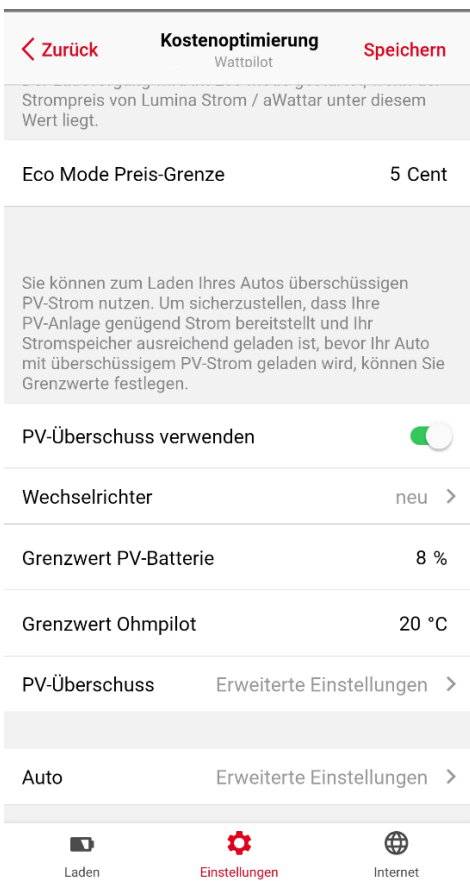 Zurück
Kostenoptimierung
Speichern
Wattpilot
Strompreis von Lumina Strom / aWattar unter diesem
Wert liegt.
Eco Mode Preis-Grenze 5 Cent
Sie können zum Laden Ihres Autos überschüssigen
PV-Strom nutzen. Um sicherzustellen, dass Ihre
PV-Anlage genügend Strom bereitstellt und Ihr
Stromspeicher ausreichend geladen ist, bevor Ihr Auto
mit überschüssigem PV-Strom geladen wird, können Sie
Grenzwerte festlegen.
PV-Überschuss verwenden
Wechselrichter neu
Grenzwert PV-Batterie 8 %
Grenzwert Ohmpilot 20 °C
PV-Überschuss Erweiterte Einstellungen
Auto Erweiterte Einstellungen
Laden Einstellungen Internet